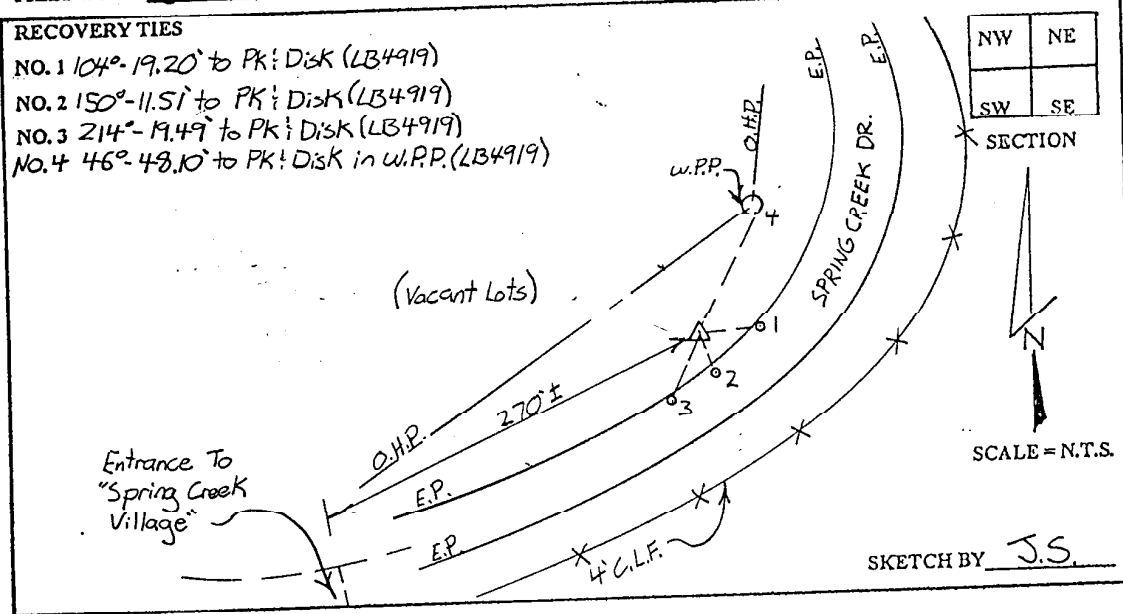 RECOVERY TIES
NO. 1 104°-19.20' to PK & Disk (LB4919)
NO. 2 150°-11.51' to PK & Disk (LB4919)
NO. 3 214°-19.49' to PK & Disk (LB4919)
NO. 4 46°-48.10' to PK & Disk in W.P.P. (LB4919)
NW NE
SW SE
SECTION
E.P.
E.P.
O.H.P.
W.P.P.
4
SPRING CREEK DR.
(Vacant Lots)
1
2
3
270'±
O.H.P.
N
SCALE = N.T.S.
Entrance To
"Spring Creek
Village"
E.P.
E.P.
4' C.L.F.
SKETCH BY J.S.